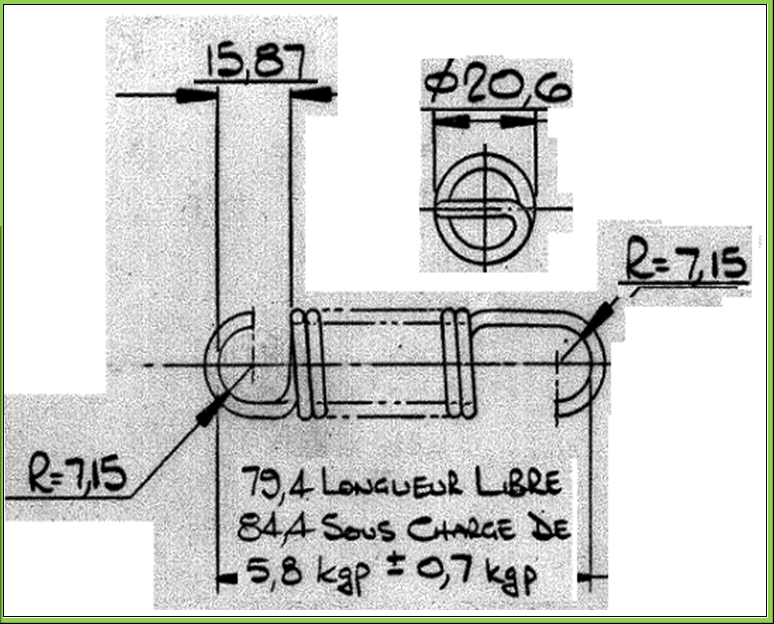 15,87
ϕ20,6
R=7,15
R=7,15
79,4 LONGUEUR LIBRE
84,4 SOUS CHARGE DE
5,8 kgp ± 0,7 kgp